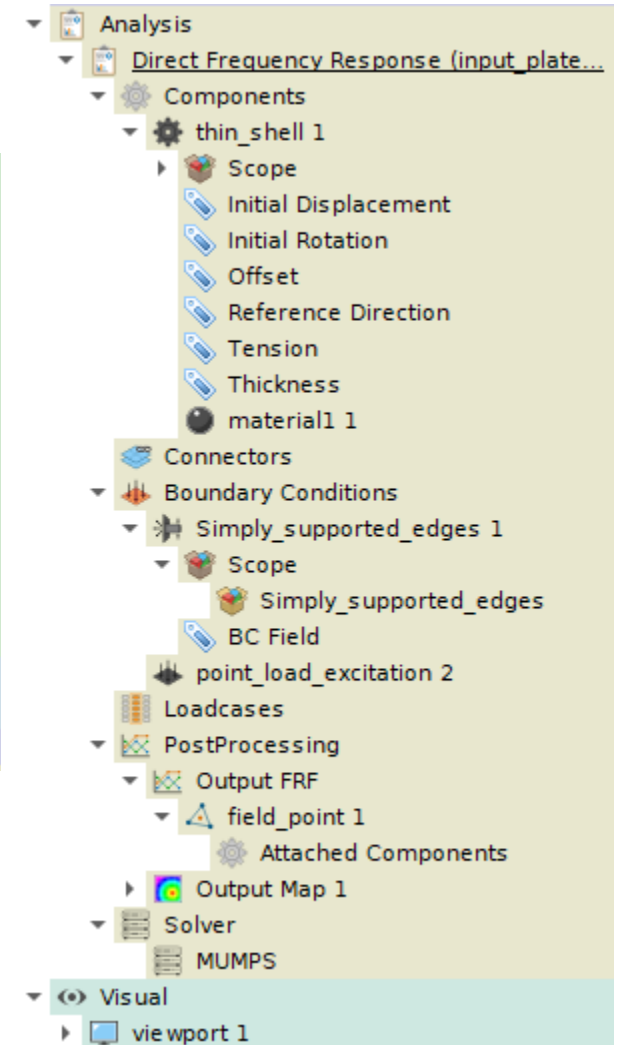 Analysis
Direct Frequency Response (input_plate...
Components
thin_shell 1
Scope
Initial Displacement
Initial Rotation
Offset
Reference Direction
Tension
Thickness
material1 1
Connectors
Boundary Conditions
Simply_supported_edges 1
Scope
Simply_supported_edges
BC Field
point_load_excitation 2
Loadcases
PostProcessing
Output FRF
field_point 1
Attached Components
Output Map 1
Solver
MUMPS
Visual
viewport 1